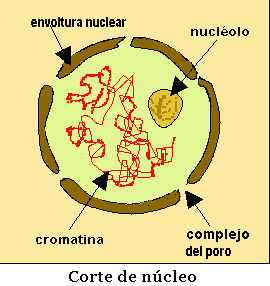 envoltura nuclear
nucléolo
cromatina
complejo
del poro
Corte de núcleo